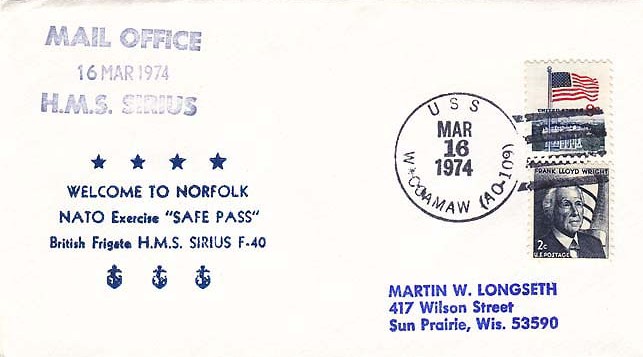 MAIL OFFICE
16 MAR 1974
H.M.S. SIRIUS
WELCOME TO NORFOLK
NATO Exercise "SAFE PASS"
British Frigate H.M.S. SIRIUS F-40
USS
MAR
16
1974
(AO-109)
UNITED STATES
FRANK LLOYD WRIGHT
2c
U.S. POSTAGE
MARTIN W. LONGSETH
417 Wilson Street
Sun Prairie, Wis. 53590